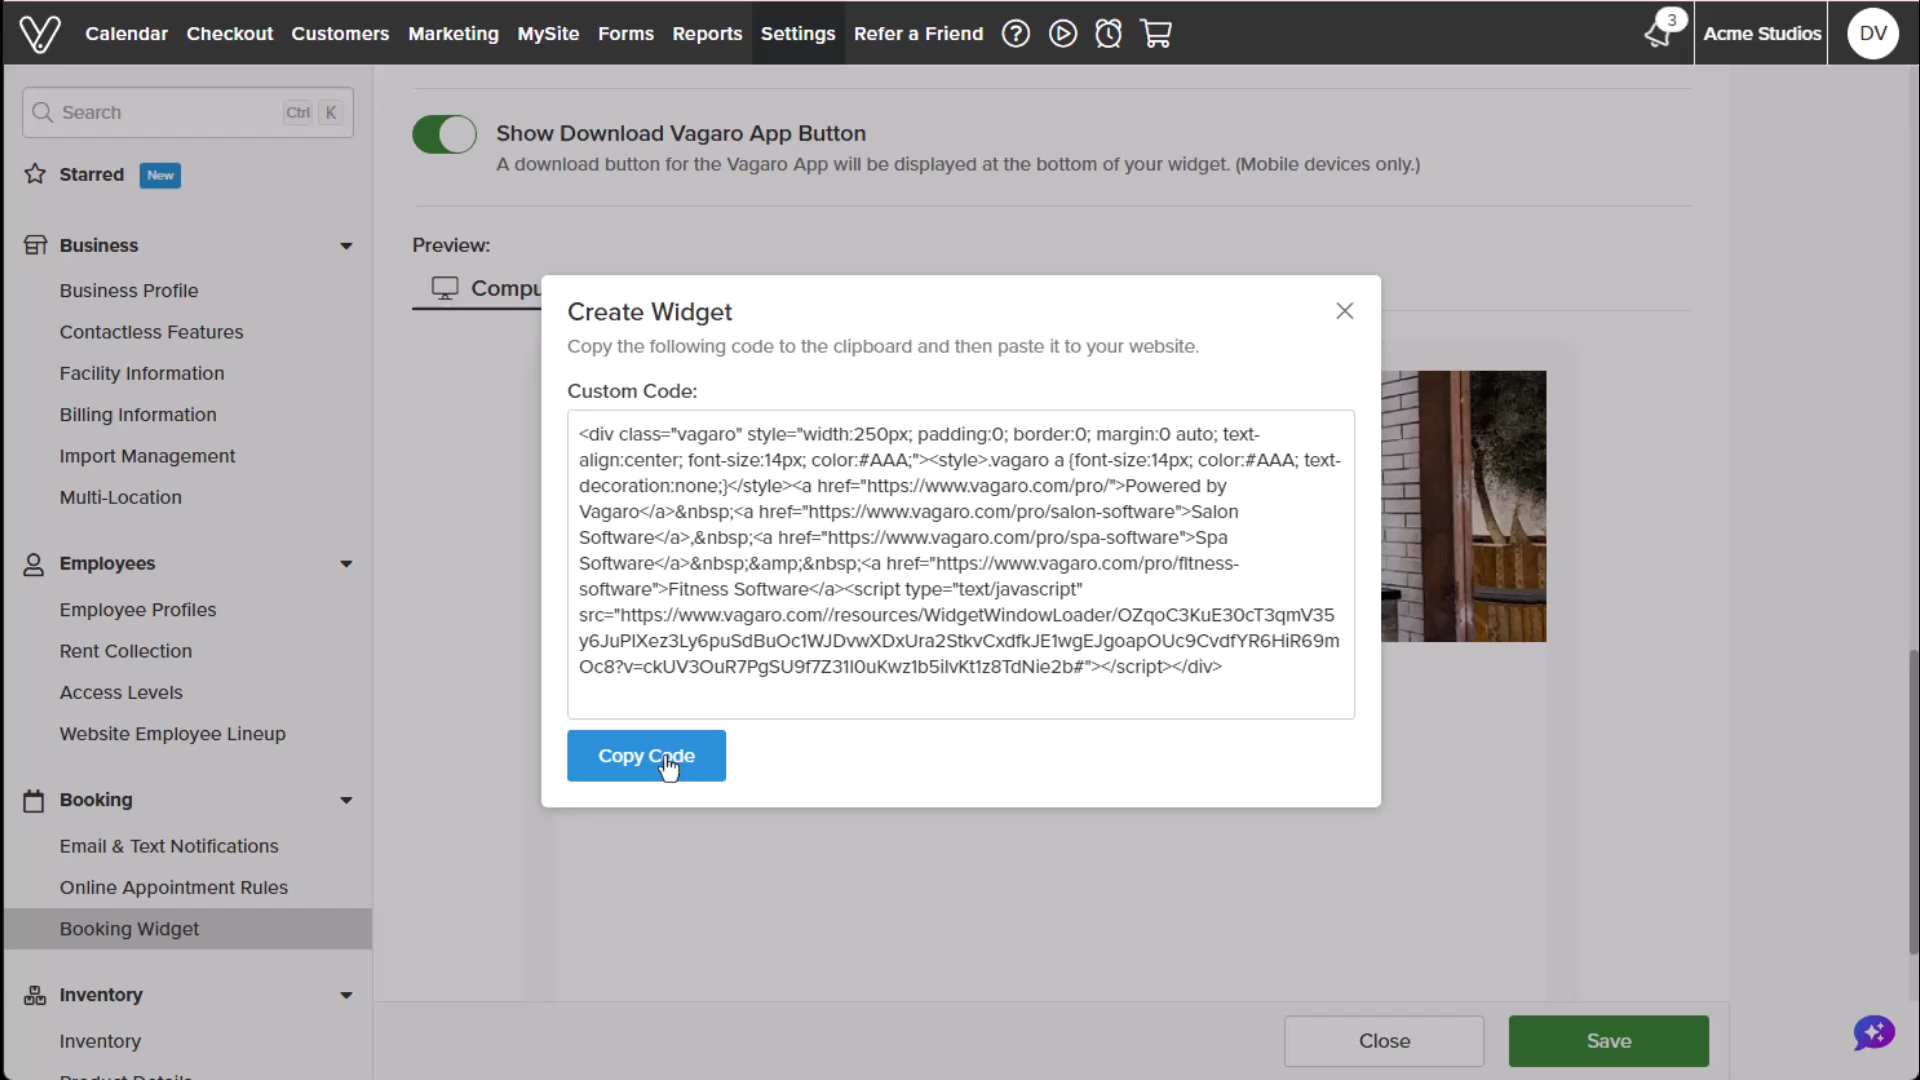 Calendar Checkout Customers Marketing MySite Forms Reports Settings Refer a Friend ? 3 Acme Studios DV
Search Ctrl K
Starred New
Business
Business Profile
Contactless Features
Facility Information
Billing Information
Import Management
Multi-Location
Employees
Employee Profiles
Rent Collection
Access Levels
Website Employee Lineup
Booking
Email & Text Notifications
Online Appointment Rules
Booking Widget
Inventory
Inventory
Show Download Vagaro App Button
A download button for the Vagaro App will be displayed at the bottom of your widget. (Mobile devices only.)
Preview:
Compu
Create Widget
Copy the following code to the clipboard and then paste it to your website.
Custom Code:
<div class="vagaro" style="width:250px; padding:0; border:0; margin:0 auto; text-
align:center; font-size:14px; color:#AAA;"><style>.vagaro a {font-size:14px; color:#AAA; text-
decoration:none;}</style><a href="https://www.vagaro.com/pro/">Powered by
Vagaro</a>&nbsp;<a href="https://www.vagaro.com/pro/salon-software">Salon
Software</a>,&nbsp;<a href="https://www.vagaro.com/pro/spa-software">Spa
Software</a>&nbsp;&amp;&nbsp;<a href="https://www.vagaro.com/pro/fitness-
software">Fitness Software</a><script type="text/javascript"
src="https://www.vagaro.com//resources/WidgetWindowLoader/OZqoC3KuE30cT3qmV35
y6JuPIXez3Ly6puSdBuOc1WJDvwXDxUra2StkvCxdfkJE1wgEJgoapOUc9CvdfYR6HiR69m
Oc8?v=ckUV3OuR7PgSU9f7Z31I0uKwz1b5ilvKt1z8TdNie2b#"></script></div>
Copy Code
Close Save